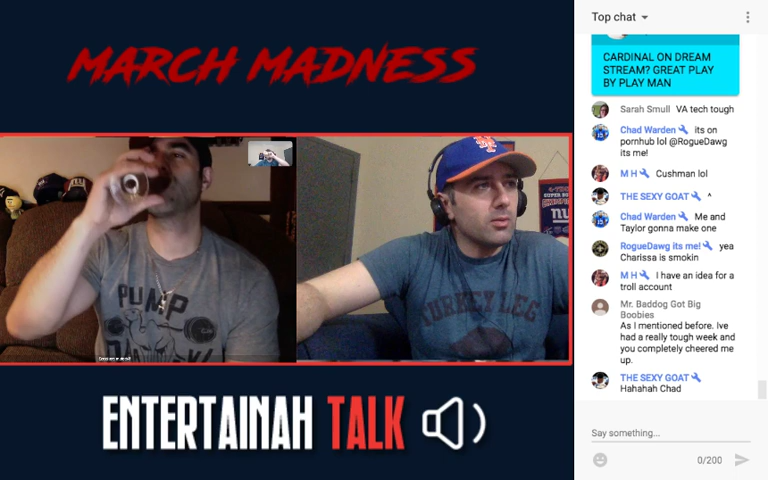 MARCH MADNESS
PUMP
TURKEY LEG
NY
ENTERTAINAH TALK
Top chat
CARDINAL ON DREAM
STREAM? GREAT PLAY
BY PLAY MAN
Sarah Smull VA tech tough
Chad Warden its on
pornhub lol @RogueDawg
its me!
M H Cushman lol
THE SEXY GOAT ^
Chad Warden Me and
Taylor gonna make one
RogueDawg its me! yea
Charissa is smokin
M H I have an idea for a
troll account
Mr. Baddog Got Big
Boobies
As I mentioned before. Ive
had a really tough week and
you completely cheered me
up.
THE SEXY GOAT
Hahahah Chad
Say something...
0/200